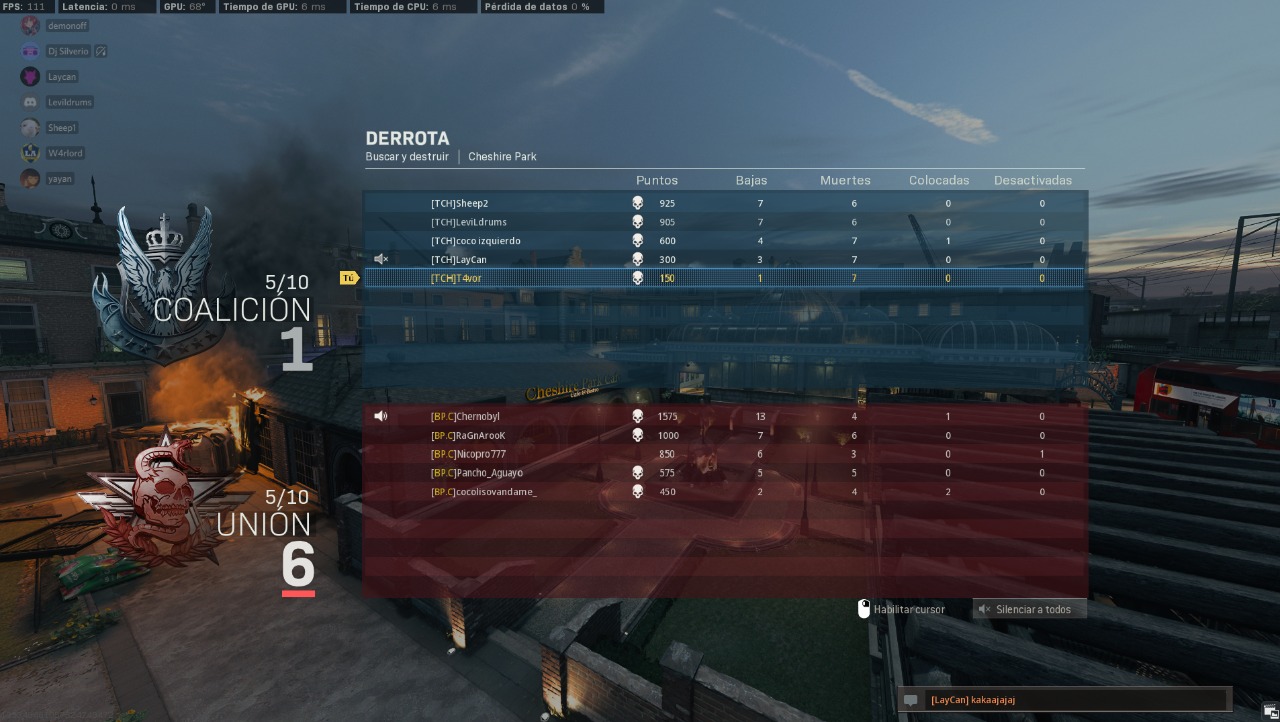 FPS: 111 Latencia: 0 ms GPU: 68° Tiempo de GPU: 6 ms Tiempo de CPU: 6 ms Pérdida de datos 0 %
demonoff
Dj Silverio
Laycan
Levildrums
Sheep!
W4rlord
yayan
DERROTA
Buscar y destruir | Cheshire Park
Puntos Bajas Muertes Colocadas Desactivadas
[TCH]Sheep2 925 7 6 0 0
[TCH]LeviLdrums 905 7 6 0 0
[TCH]coco izquierdo 600 4 7 1 0
[TCH]LayCan 300 3 7 0 0
Tú [TCH]T4vor 150 1 7 0 0
5/10
COALICIÓN
1
Cheshire Park
[BP.C]Chernobyl 1575 13 4 1 0
[BP.C]RaGnArooK 1000 7 6 0 0
[BP.C]Nicopro777 850 6 3 0 1
[BP.C]Pancho_Aguayo 575 5 5 0 0
[BP.C]cocolisovandame_ 450 2 4 2 0
5/10
UNIÓN
6
Habilitar cursor Silenciar a todos
[LayCan] kakaajajaj